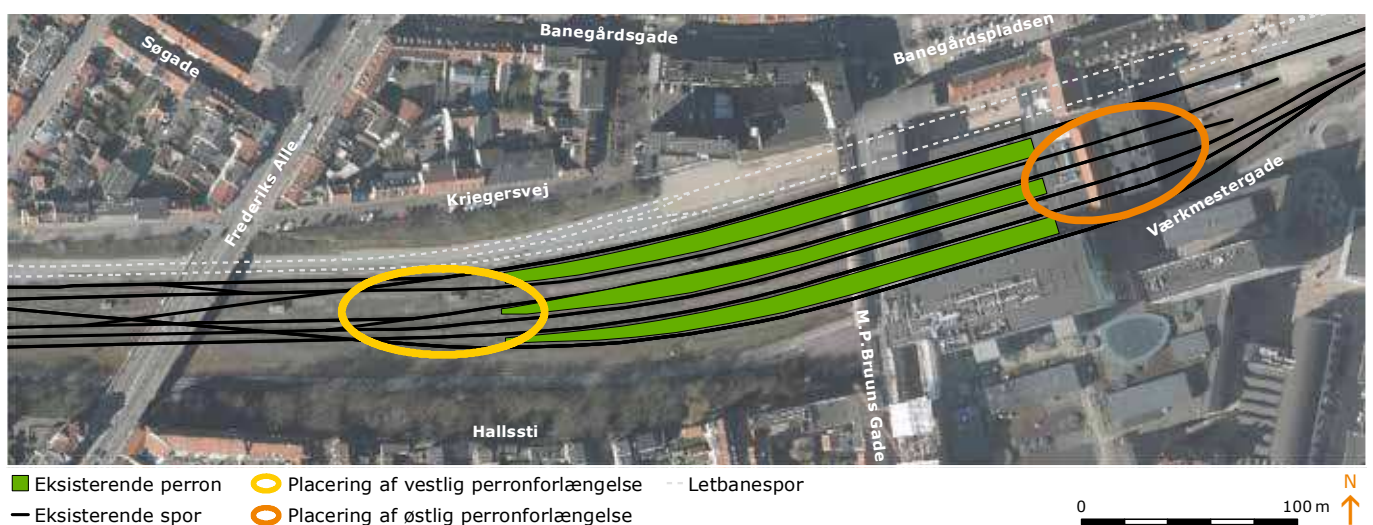 Søgade
Banegårdsgade
Banegårdspladsen
Frederiks Alle
Kriegersvej
Værkmestergade
M.P.Bruuns Gade
Hallssti
Eksisterende perron
Placering af vestlig perronforlængelse
Letbanespor
N
Eksisterende spor
Placering af østlig perronforlængelse
0
100 m